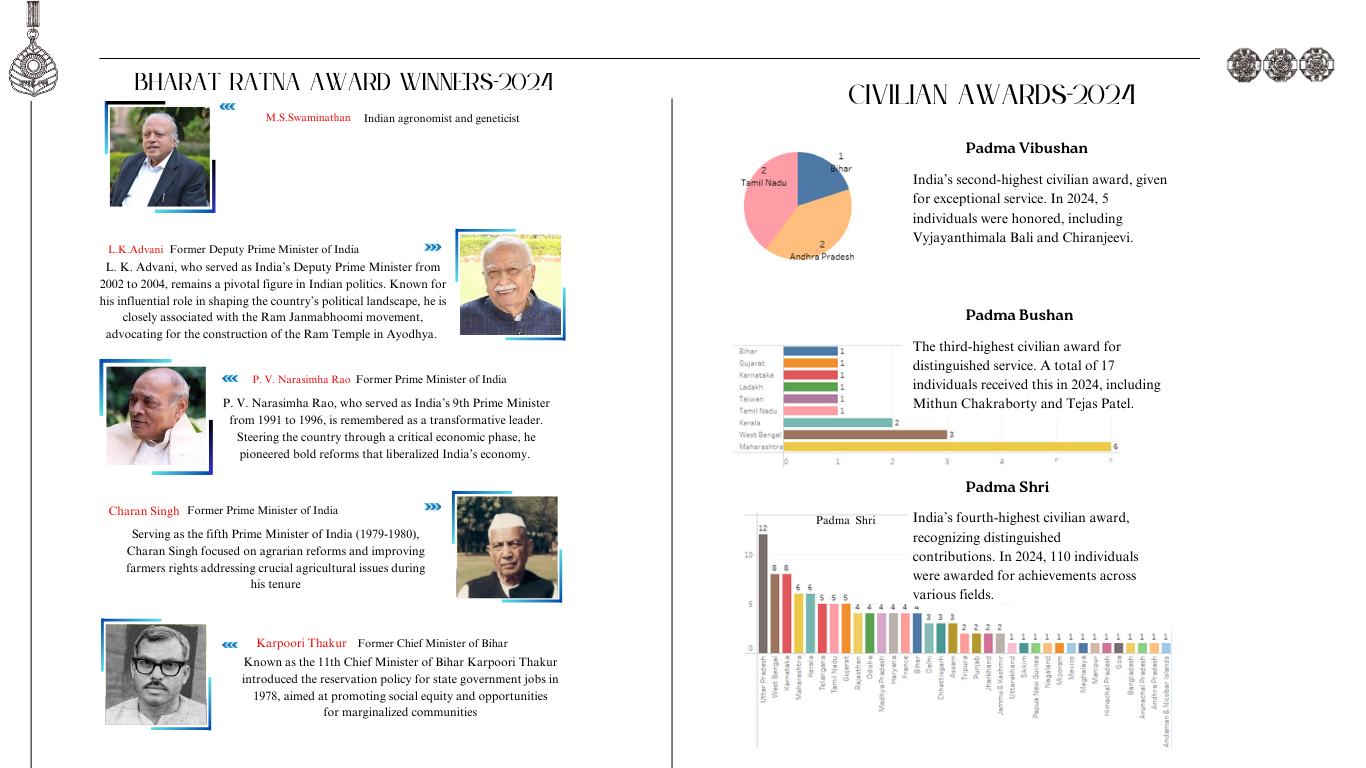 BHARAT RATNA AWARD WINNERS-2024
M.S.Swaminathan Indian agronomist and geneticist
L.K.Advani Former Deputy Prime Minister of India
L. K. Advani, who served as India's Deputy Prime Minister from
2002 to 2004, remains a pivotal figure in Indian politics. Known for
his influential role in shaping the country's political landscape, he is
closely associated with the Ram Janmabhoomi movement,
advocating for the construction of the Ram Temple in Ayodhya.
P. V. Narasimha Rao Former Prime Minister of India
P. V. Narasimha Rao, who served as India's 9th Prime Minister
from 1991 to 1996, is remembered as a transformative leader.
Steering the country through a critical economic phase, he
pioneered bold reforms that liberalized India's economy.
Charan Singh Former Prime Minister of India
Serving as the fifth Prime Minister of India (1979-1980),
Charan Singh focused on agrarian reforms and improving
farmers rights addressing crucial agricultural issues during
his tenure
Karpoori Thakur Former Chief Minister of Bihar
Known as the 11th Chief Minister of Bihar Karpoori Thakur
introduced the reservation policy for state government jobs in
1978, aimed at promoting social equity and opportunities
for marginalized communities
CIVILIAN AWARDS-2024
1
Bihar
2
Tamil Nadu
2
Andhra Pradesh
Padma Vibushan
India's second-highest civilian award, given
for exceptional service. In 2024, 5
individuals were honored, including
Vyjayanthimala Bali and Chiranjeevi.
Padma Bushan
The third-highest civilian award for
distinguished service. A total of 17
individuals received this in 2024, including
Mithun Chakraborty and Tejas Patel.
Bihar 1
Gujarat 1
Karnataka 1
Ladakh 1
Taiwan 1
Tamil Nadu 1
Kerala 2
West Bengal 3
Maharashtra 6
0 1 2 3 4
Padma Shri
India's fourth-highest civilian award,
recognizing distinguished
contributions. In 2024, 110 individuals
were awarded for achievements across
various fields.
Padma Shri
10
5
0
12 8 8 6 6 5 5 5 4 4 4 4 4 4 3 3 3 2 2 2 2 1 1 1 1 1 1 1 1 1 1 1 1 1 1
Uttar Pradesh
West Bengal
Karnataka
Maharashtra
Kerala
Telangana
Tamil Nadu
Gujarat
Rajasthan
Odisha
Madhya Pradesh
Haryana
France
Bihar
Delhi
Chhattisgarh
Assam
Tripura
Punjab
Jharkhand
Jammu & Kashmir
Uttarakhand
Sikkim
Papua New Guinea
Nagaland
Mizoram
Mexico
Meghalaya
Manipur
Himachal Pradesh
Goa
Bangladesh
Arunachal Pradesh
Andhra Pradesh
Andaman & Nicobar Islands